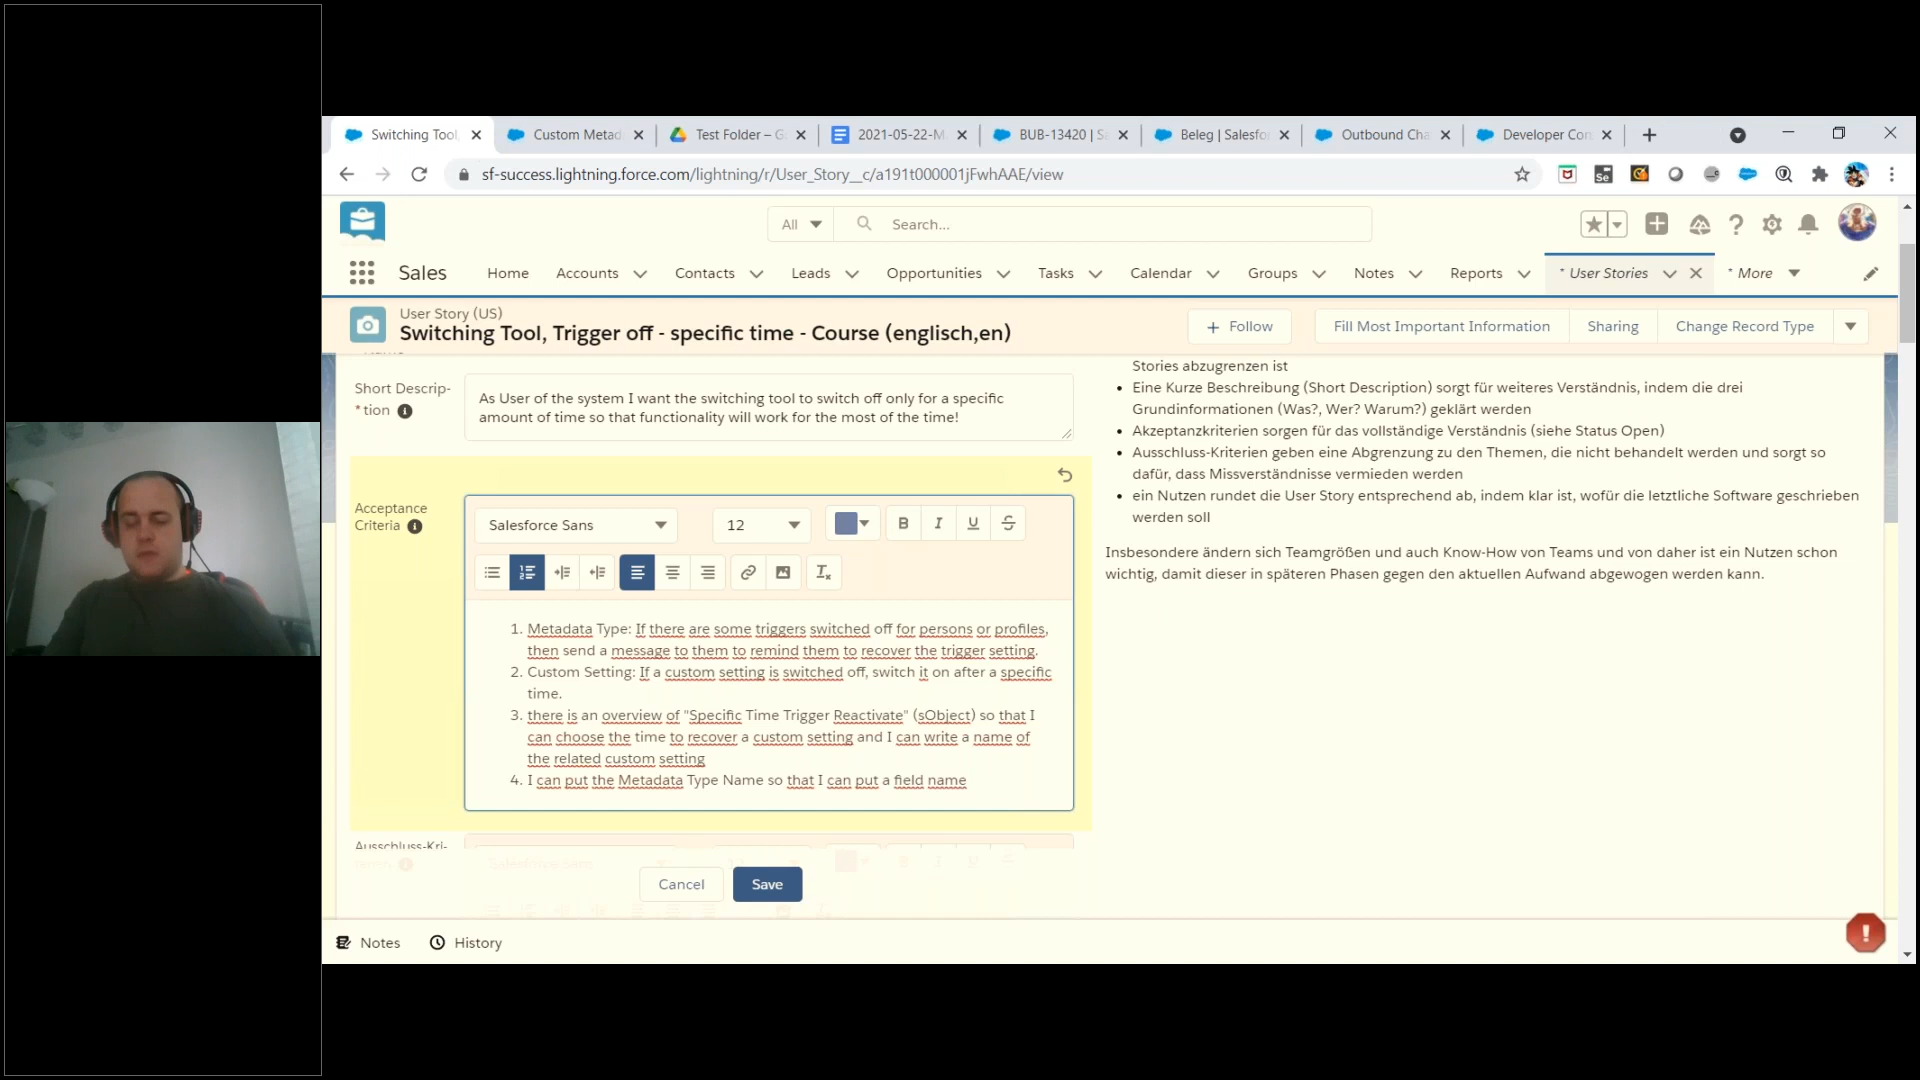 Switching Tool,
Custom Metad
Test Folder – G
2021-05-22-M
BUB-13420 | S
Beleg | Salesfo
Outbound Cha
Developer Con
sf-success.lightning.force.com/lightning/r/User_Story__c/a191t000001jFwhAAE/view
All
Search...
Sales
Home
Accounts
Contacts
Leads
Opportunities
Tasks
Calendar
Groups
Notes
Reports
* User Stories
* More
User Story (US)
Switching Tool, Trigger off - specific time - Course (englisch,en)
Follow
Fill Most Important Information
Sharing
Change Record Type
Short Descrip-
* tion
As User of the system I want the switching tool to switch off only for a specific
amount of time so that functionality will work for the most of the time!
Acceptance
Criteria
Salesforce Sans
12
B
I
U
S
1. Metadata Type: If there are some triggers switched off for persons or profiles,
then send a message to them to remind them to recover the trigger setting.
2. Custom Setting: If a custom setting is switched off, switch it on after a specific
time.
3. there is an overview of "Specific Time Trigger Reactivate" (sObject) so that I
can choose the time to recover a custom setting and I can write a name of
the related custom setting
4. I can put the Metadata Type Name so that I can put a field name
Ausschluss-Kri-
Cancel
Save
Stories abzugrenzen ist
• Eine Kurze Beschreibung (Short Description) sorgt für weiteres Verständnis, indem die drei
Grundinformationen (Was?, Wer? Warum?) geklärt werden
• Akzeptanzkriterien sorgen für das vollständige Verständnis (siehe Status Open)
• Ausschluss-Kriterien geben eine Abgrenzung zu den Themen, die nicht behandelt werden und sorgt so
dafür, dass Missverständnisse vermieden werden
• ein Nutzen rundet die User Story entsprechend ab, indem klar ist, wofür die letztliche Software geschrieben
werden soll
Insbesondere ändern sich Teamgrößen und auch Know-How von Teams und von daher ist ein Nutzen schon
wichtig, damit dieser in späteren Phasen gegen den aktuellen Aufwand abgewogen werden kann.
Notes
History